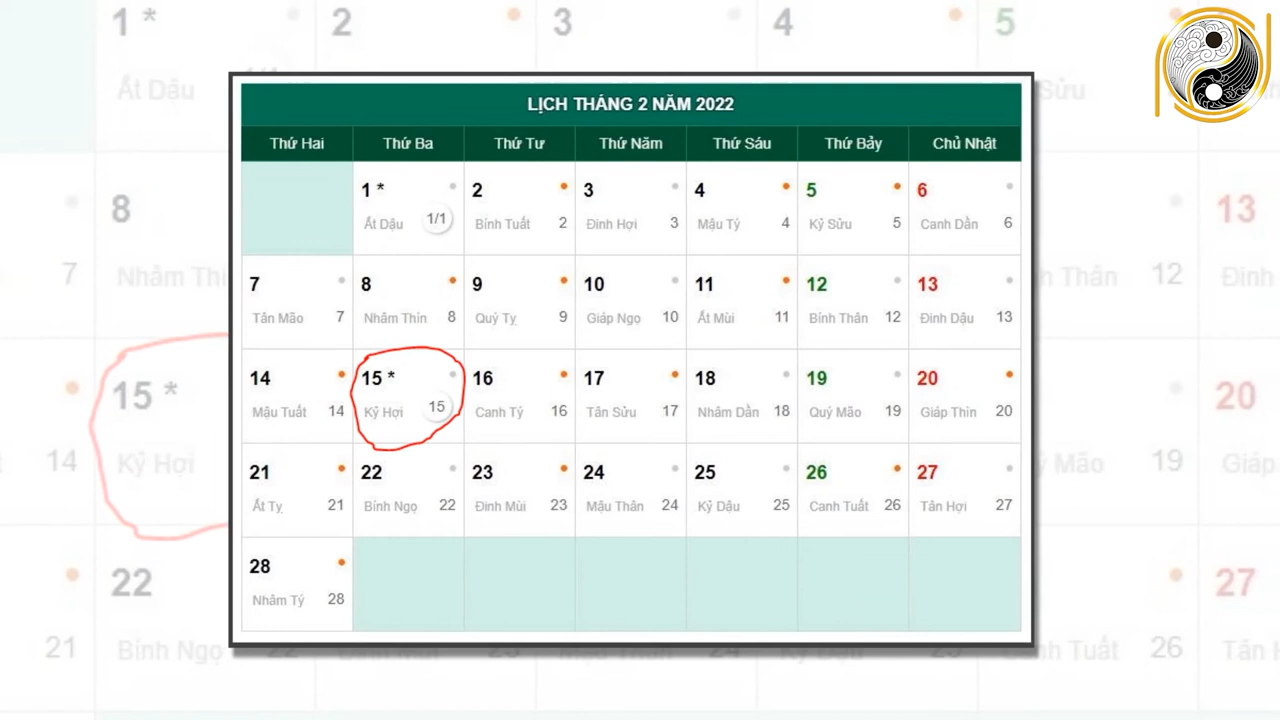 LỊCH THÁNG 2 NĂM 2022
Thứ Hai Thứ Ba Thứ Tư Thứ Năm Thứ Sáu Thứ Bảy Chủ Nhật
1 * 2 3 4 5 6
Ất Dậu 1/1 Bính Tuất 2 Đinh Hợi 3 Mậu Tý 4 Kỷ Sửu 5 Canh Dần 6
7 8 9 10 11 12 13
Tân Mão 7 Nhâm Thìn 8 Quý Tỵ 9 Giáp Ngọ 10 Ất Mùi 11 Bính Thân 12 Đinh Dậu 13
14 15 * 16 17 18 19 20
Mậu Tuất 14 Kỷ Hợi 15 Canh Tý 16 Tân Sửu 17 Nhâm Dần 18 Quý Mão 19 Giáp Thìn 20
21 22 23 24 25 26 27
Ất Tỵ 21 Bính Ngọ 22 Đinh Mùi 23 Mậu Thân 24 Kỷ Dậu 25 Canh Tuất 26 Tân Hợi 27
28
Nhâm Tý 28